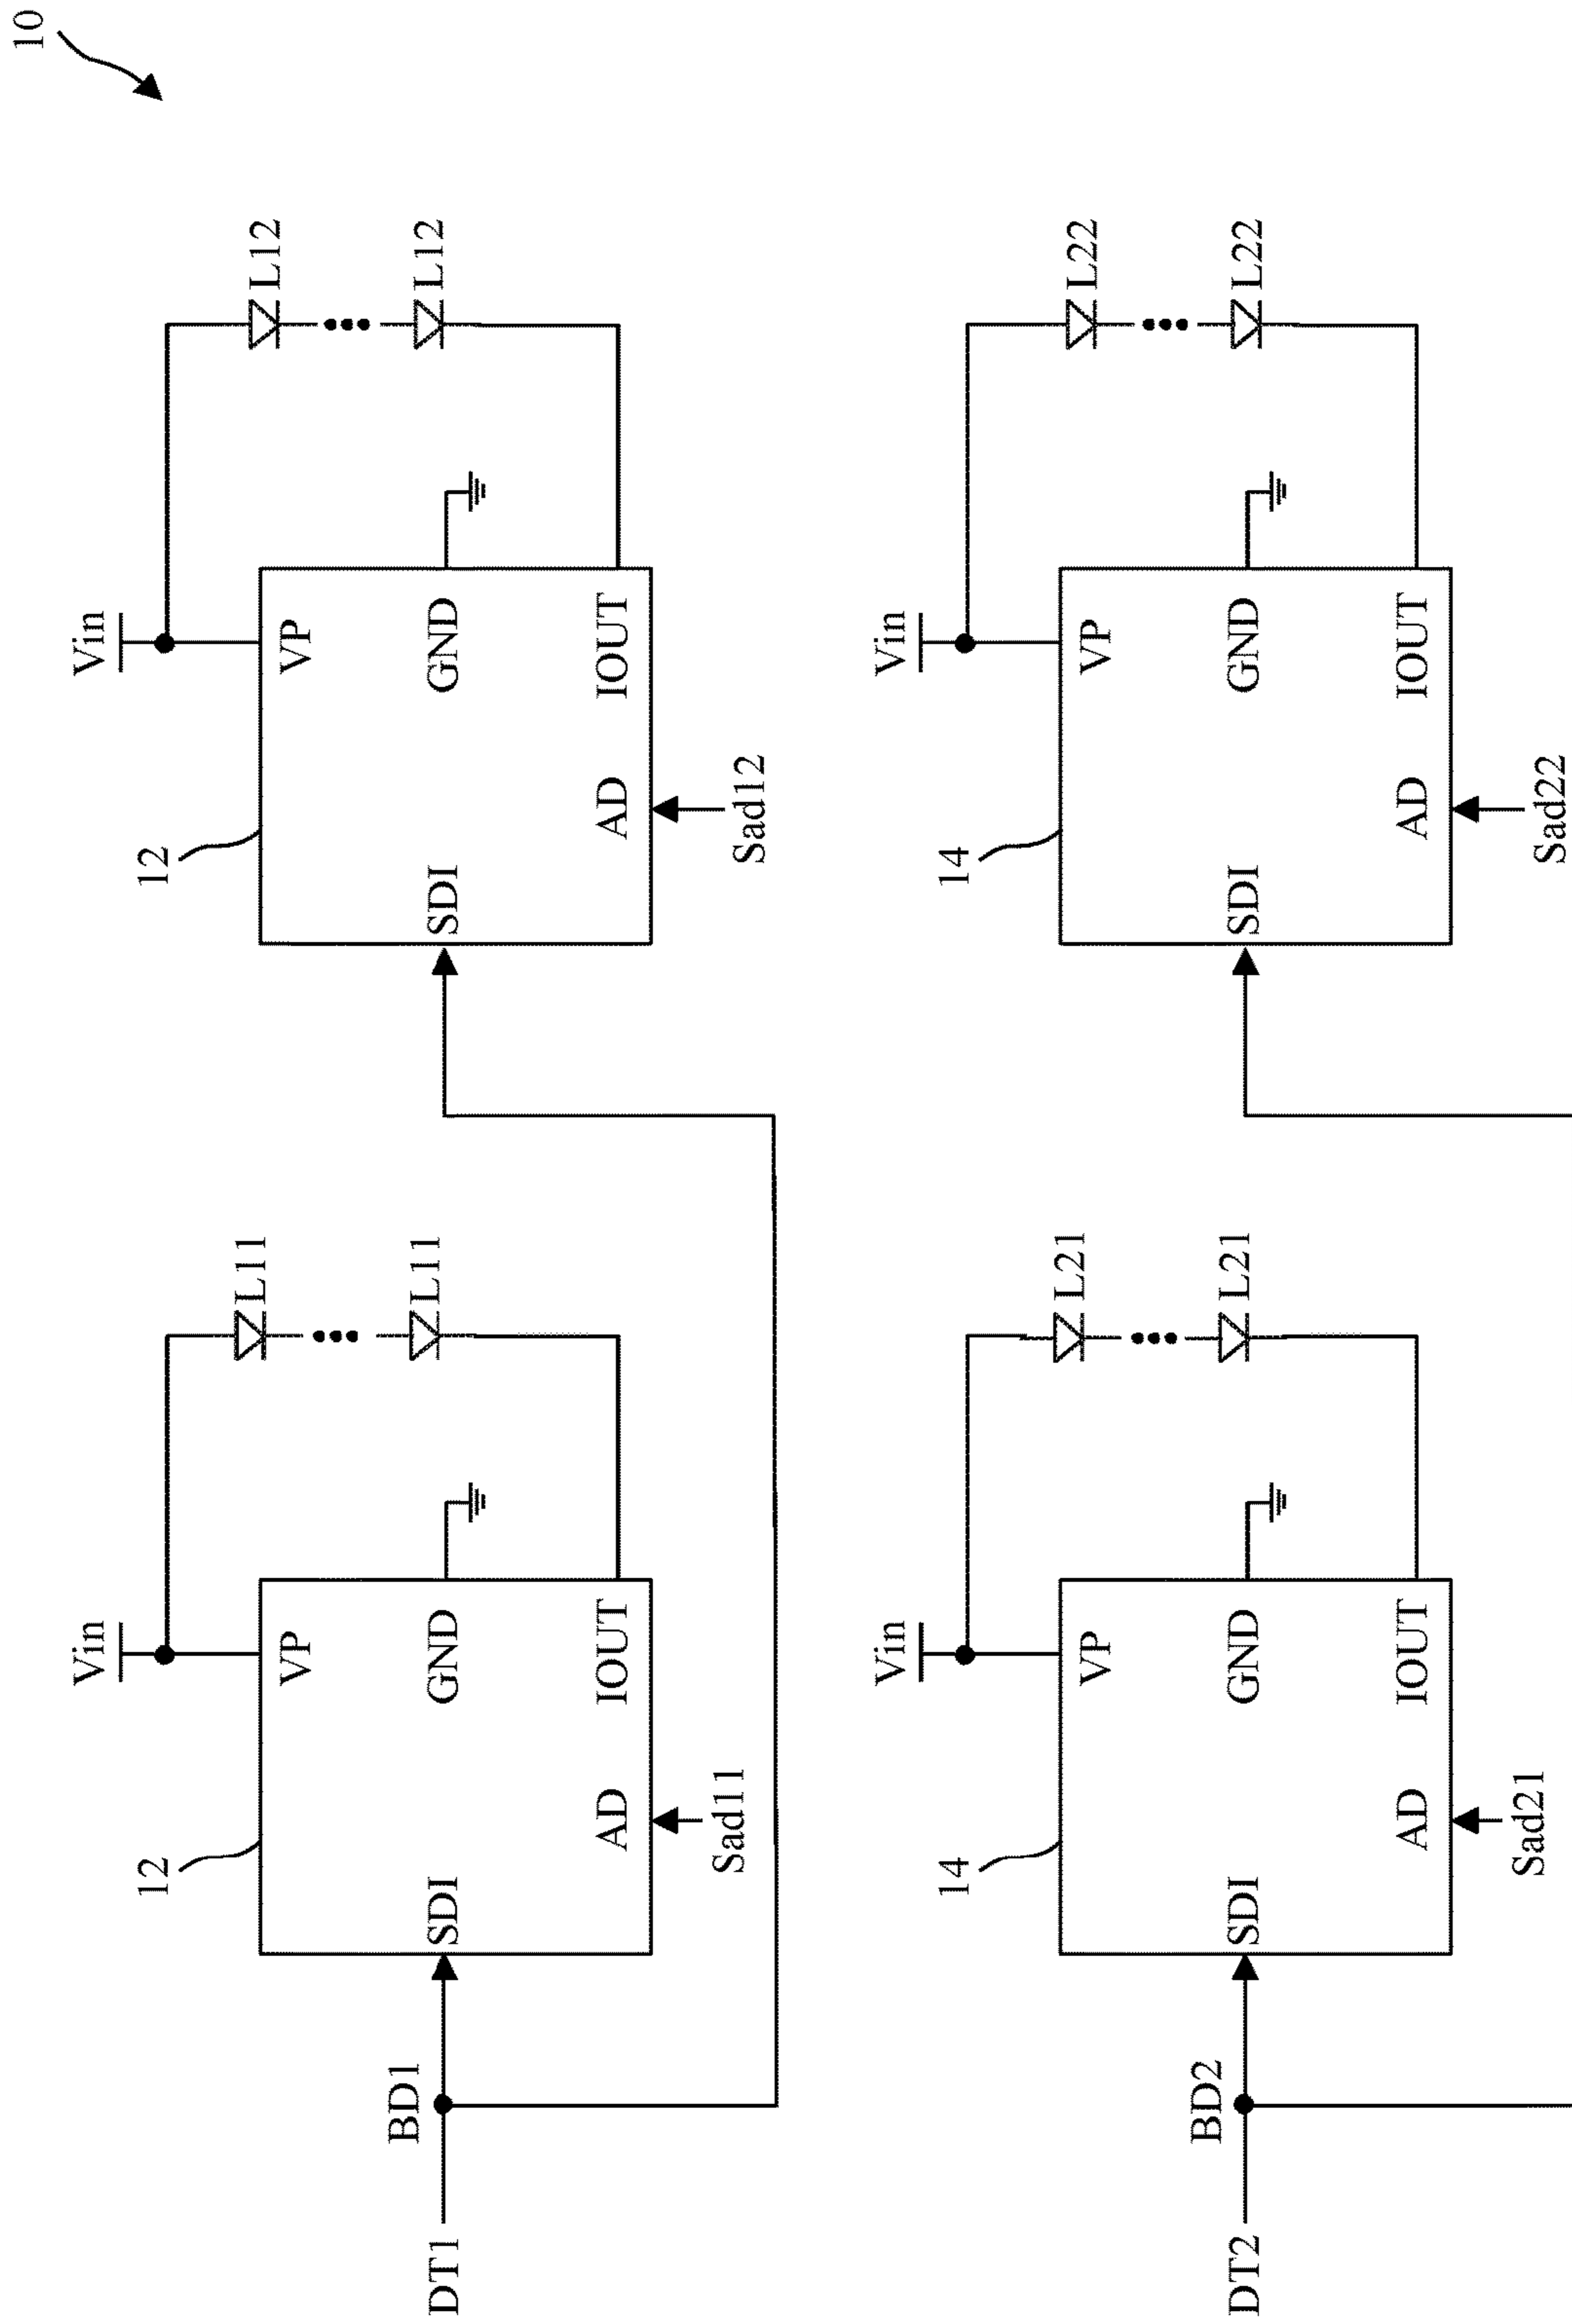 10
Vin
Vin
12
VP
L11
12
VP
L12
DT1
BD1
SDI
GND
L11
SDI
GND
L12
AD
IOUT
AD
IOUT
Sad11
Sad12
Vin
Vin
14
VP
L21
14
VP
L22
DT2
BD2
SDI
GND
L21
SDI
GND
L22
AD
IOUT
AD
IOUT
Sad21
Sad22